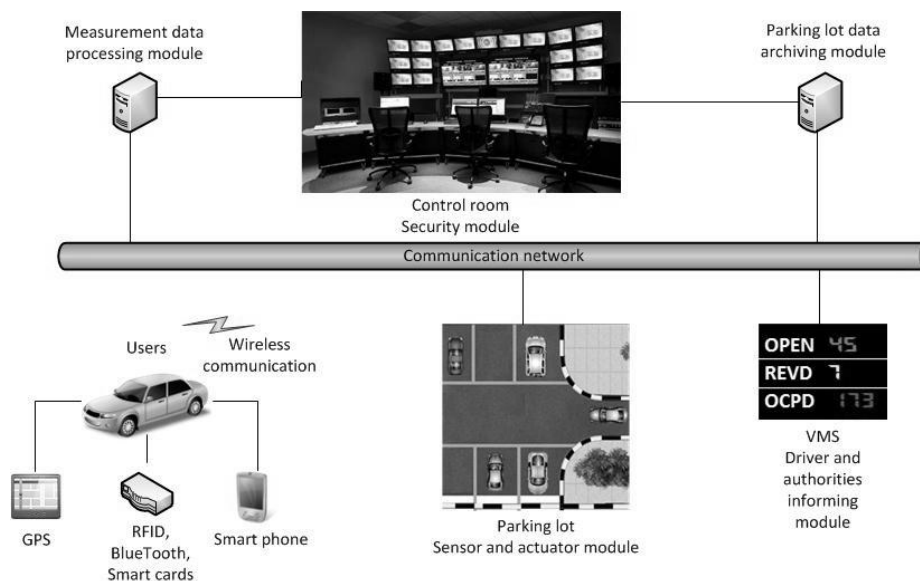 Measurement data
processing module
Parking lot data
archiving module
Control room
Security module
Communication network
Users
Wireless
communication
GPS
RFID,
BlueTooth,
Smart cards
Smart phone
Parking lot
Sensor and actuator module
OPEN 45
REVD 7
OCPD 173
VMS
Driver and
authorities
informing
module